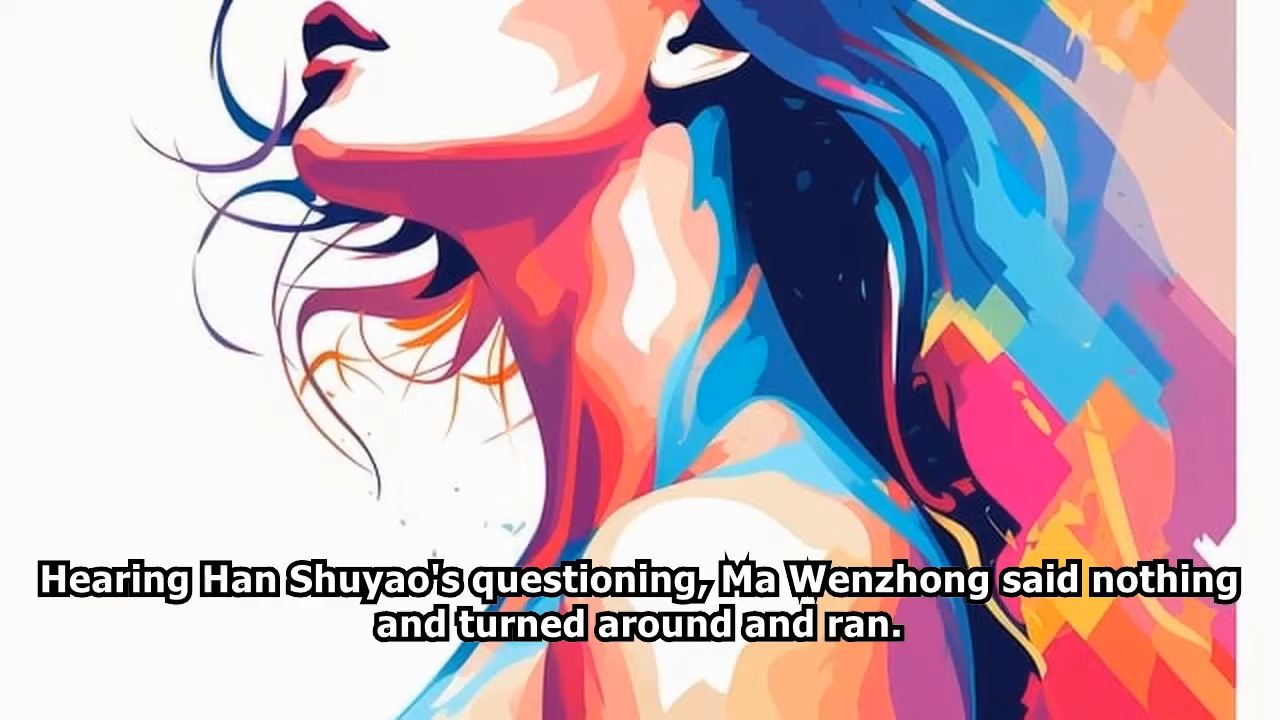 Hearing Han Shuyao's questioning, Ma Wenzhong said nothing
and turned around and ran.